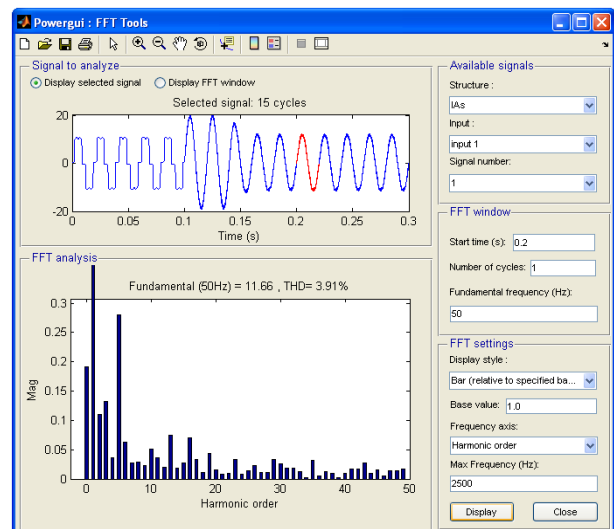 Powergui : FFT Tools
Signal to analyze
Display selected signal
Display FFT window
Selected signal: 15 cycles
20
0
-20
0
0.05
0.1
0.15
0.2
0.25
0.3
Time (s)
FFT analysis
Fundamental (50Hz) = 11.66 , THD= 3.91%
0.3
0.25
0.2
0.15
0.1
0.05
0
Mag
0
10
20
30
40
50
Harmonic order
Available signals
Structure :
IAs
Input :
input 1
Signal number:
1
FFT window
Start time (s): 0.2
Number of cycles: 1
Fundamental frequency (Hz):
50
FFT settings
Display style :
Bar (relative to specified ba...
Base value: 1.0
Frequency axis:
Harmonic order
Max Frequency (Hz):
2500
Display
Close